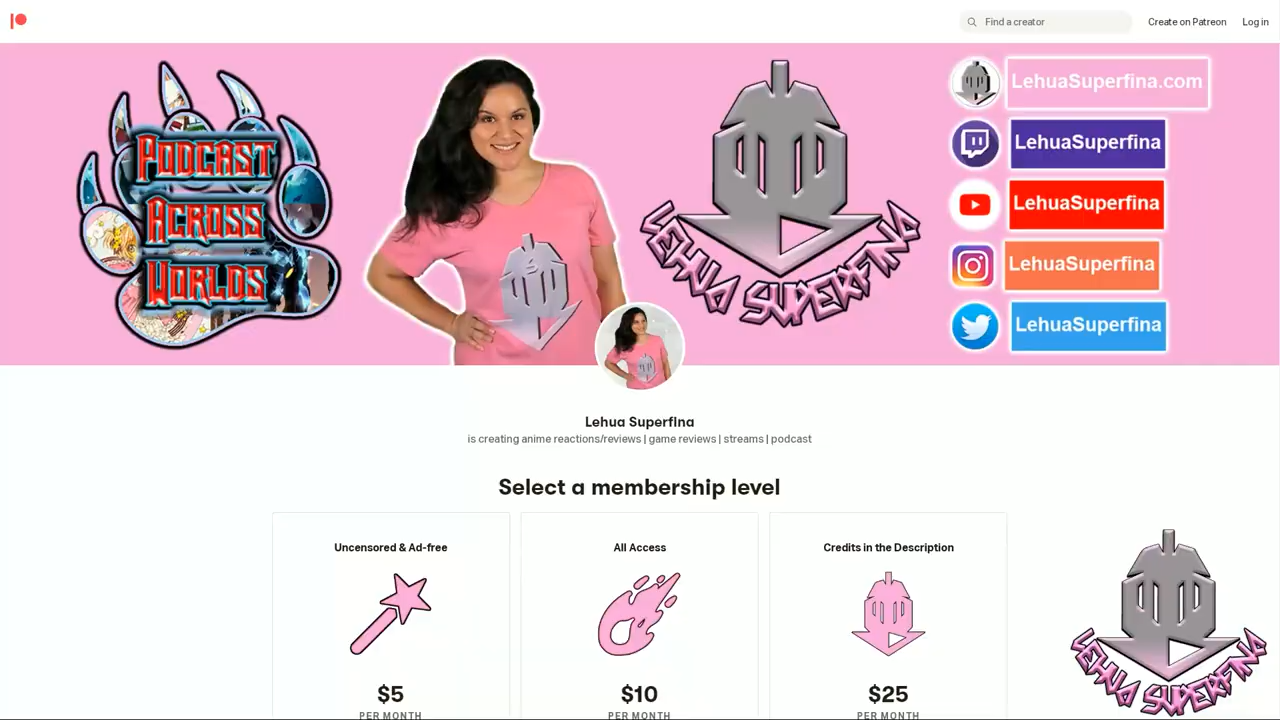 Find a creator
Create on Patreon
Log in
PODCAST
ACROSS
WORLDS
LEHUA SUPERFINA
LehuaSuperfina.com
LehuaSuperfina
LehuaSuperfina
LehuaSuperfina
LehuaSuperfina
Lehua Superfina
is creating anime reactions/reviews | game reviews | streams | podcast
Select a membership level
Uncensored & Ad-free
All Access
Credits in the Description
$5
$10
$25
PER MONTH
PER MONTH
PER MONTH
LEHUA SUPERFINA